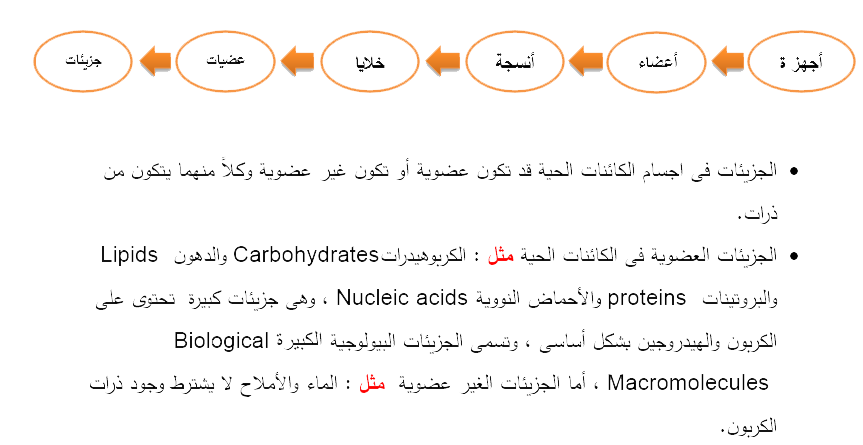 أجهز ة
أعضاء
أنسجة
خلايا
عضيات
جزيئات
• الجزيئات فى اجسام الكائنات الحية قد تكون عضوية أو تكون غير عضوية وكلاً منهما يتكون من
ذرات.
• الجزيئات العضوية فى الكائنات الحية مثل : الكربوهيدرات Carbohydrates والدهون Lipids
والبروتينات proteins والأحماض النووية Nucleic acids ، وهى جزيئات كبيرة تحتوى على
الكربون والهيدروجين بشكل أساسى ، وتسمى الجزيئات البيولوجية الكبيرة Biological
Macromolecules ، أما الجزيئات الغير عضوية مثل : الماء والأملاح لا يشترط وجود ذرات
الكربون.